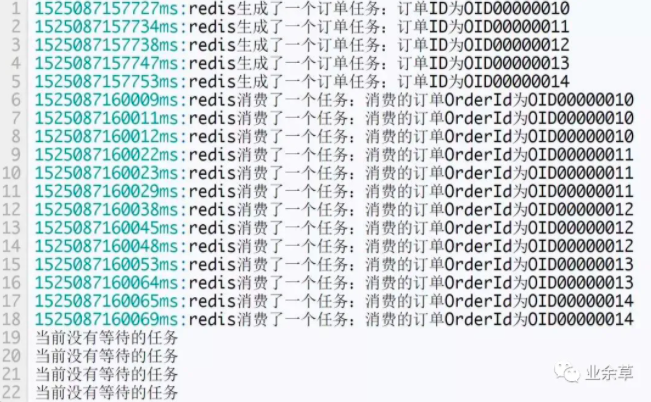 1 1525087157727ms:redis生成了一个订单任务：订单ID为OID00000010
2 1525087157734ms:redis生成了一个订单任务：订单ID为OID00000011
3 1525087157738ms:redis生成了一个订单任务：订单ID为OID00000012
4 1525087157747ms:redis生成了一个订单任务：订单ID为OID00000013
5 1525087157753ms:redis生成了一个订单任务：订单ID为OID00000014
6 1525087160009ms:redis消费了一个任务：消费的订单OrderId为OID00000010
7 1525087160011ms:redis消费了一个任务：消费的订单OrderId为OID00000010
8 1525087160012ms:redis消费了一个任务：消费的订单OrderId为OID00000010
9 1525087160022ms:redis消费了一个任务：消费的订单OrderId为OID00000011
10 1525087160023ms:redis消费了一个任务：消费的订单OrderId为OID00000011
11 1525087160029ms:redis消费了一个任务：消费的订单OrderId为OID00000011
12 1525087160038ms:redis消费了一个任务：消费的订单OrderId为OID00000012
13 1525087160045ms:redis消费了一个任务：消费的订单OrderId为OID00000012
14 1525087160048ms:redis消费了一个任务：消费的订单OrderId为OID00000012
15 1525087160053ms:redis消费了一个任务：消费的订单OrderId为OID00000013
16 1525087160064ms:redis消费了一个任务：消费的订单OrderId为OID00000013
17 1525087160065ms:redis消费了一个任务：消费的订单OrderId为OID00000014
18 1525087160069ms:redis消费了一个任务：消费的订单OrderId为OID00000014
19 当前没有等待的任务
20 当前没有等待的任务
21 当前没有等待的任务
22 当前没有等待的任务
业余草